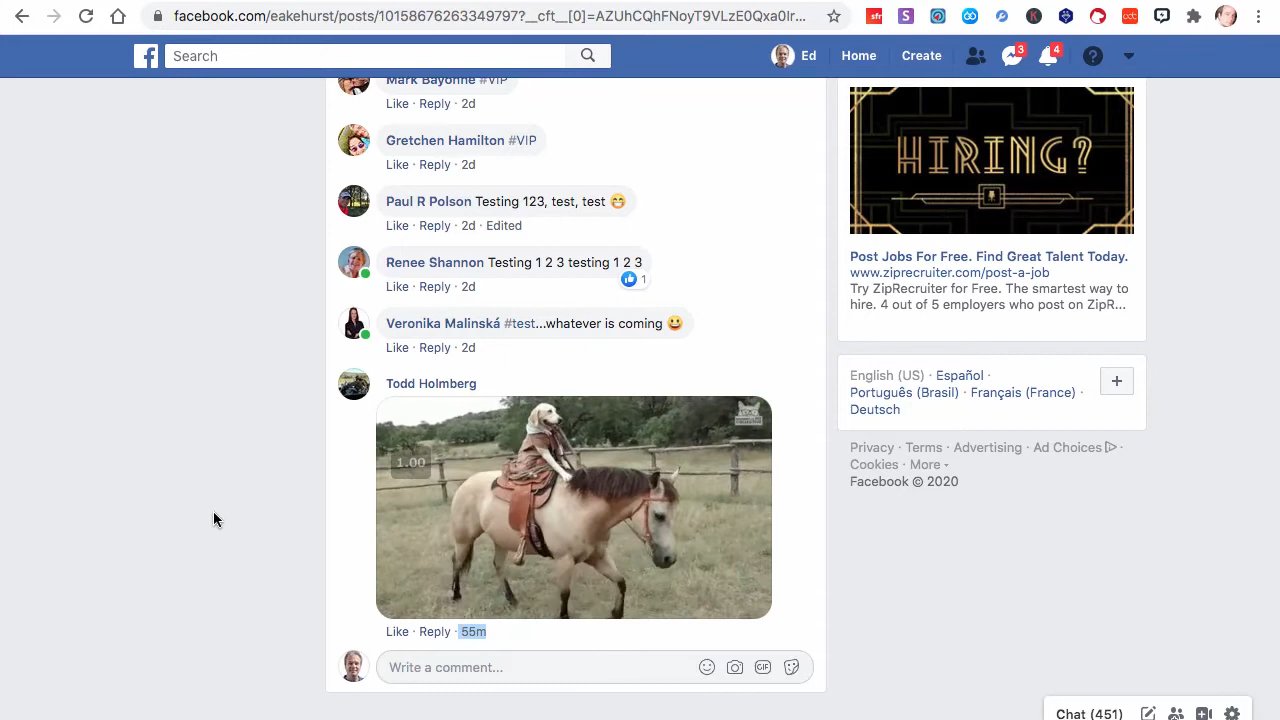 facebook.com/pakehurst/posts/10158626263349797?__cft__[0]=AZUhCQhFNoyT9VLzE0Qxa0Ir...
Search
Ed
Home
Create
3
4
Mark Bayonne #VIP
Like · Reply · 2d
Gretchen Hamilton #VIP
Like · Reply · 2d
Paul R Polson Testing 123, test, test
Like · Reply · 2d · Edited
Renee Shannon Testing 1 2 3 testing 1 2 3
1
Like · Reply · 2d
Veronika Malinská #test...whatever is coming
Like · Reply · 2d
Todd Holmberg
1.00
Like · Reply · 55m
Write a comment...
GIF
HIRING?
Post Jobs For Free. Find Great Talent Today.
www.ziprecruiter.com/post-a-job
Try ZipRecruiter for Free. The smartest way to
hire. 4 out of 5 employers who post on ZipR...
English (US) · Español ·
Português (Brasil) · Français (France) ·
Deutsch
Privacy · Terms · Advertising · Ad Choices ·
Cookies · More
Facebook © 2020
Chat (451)